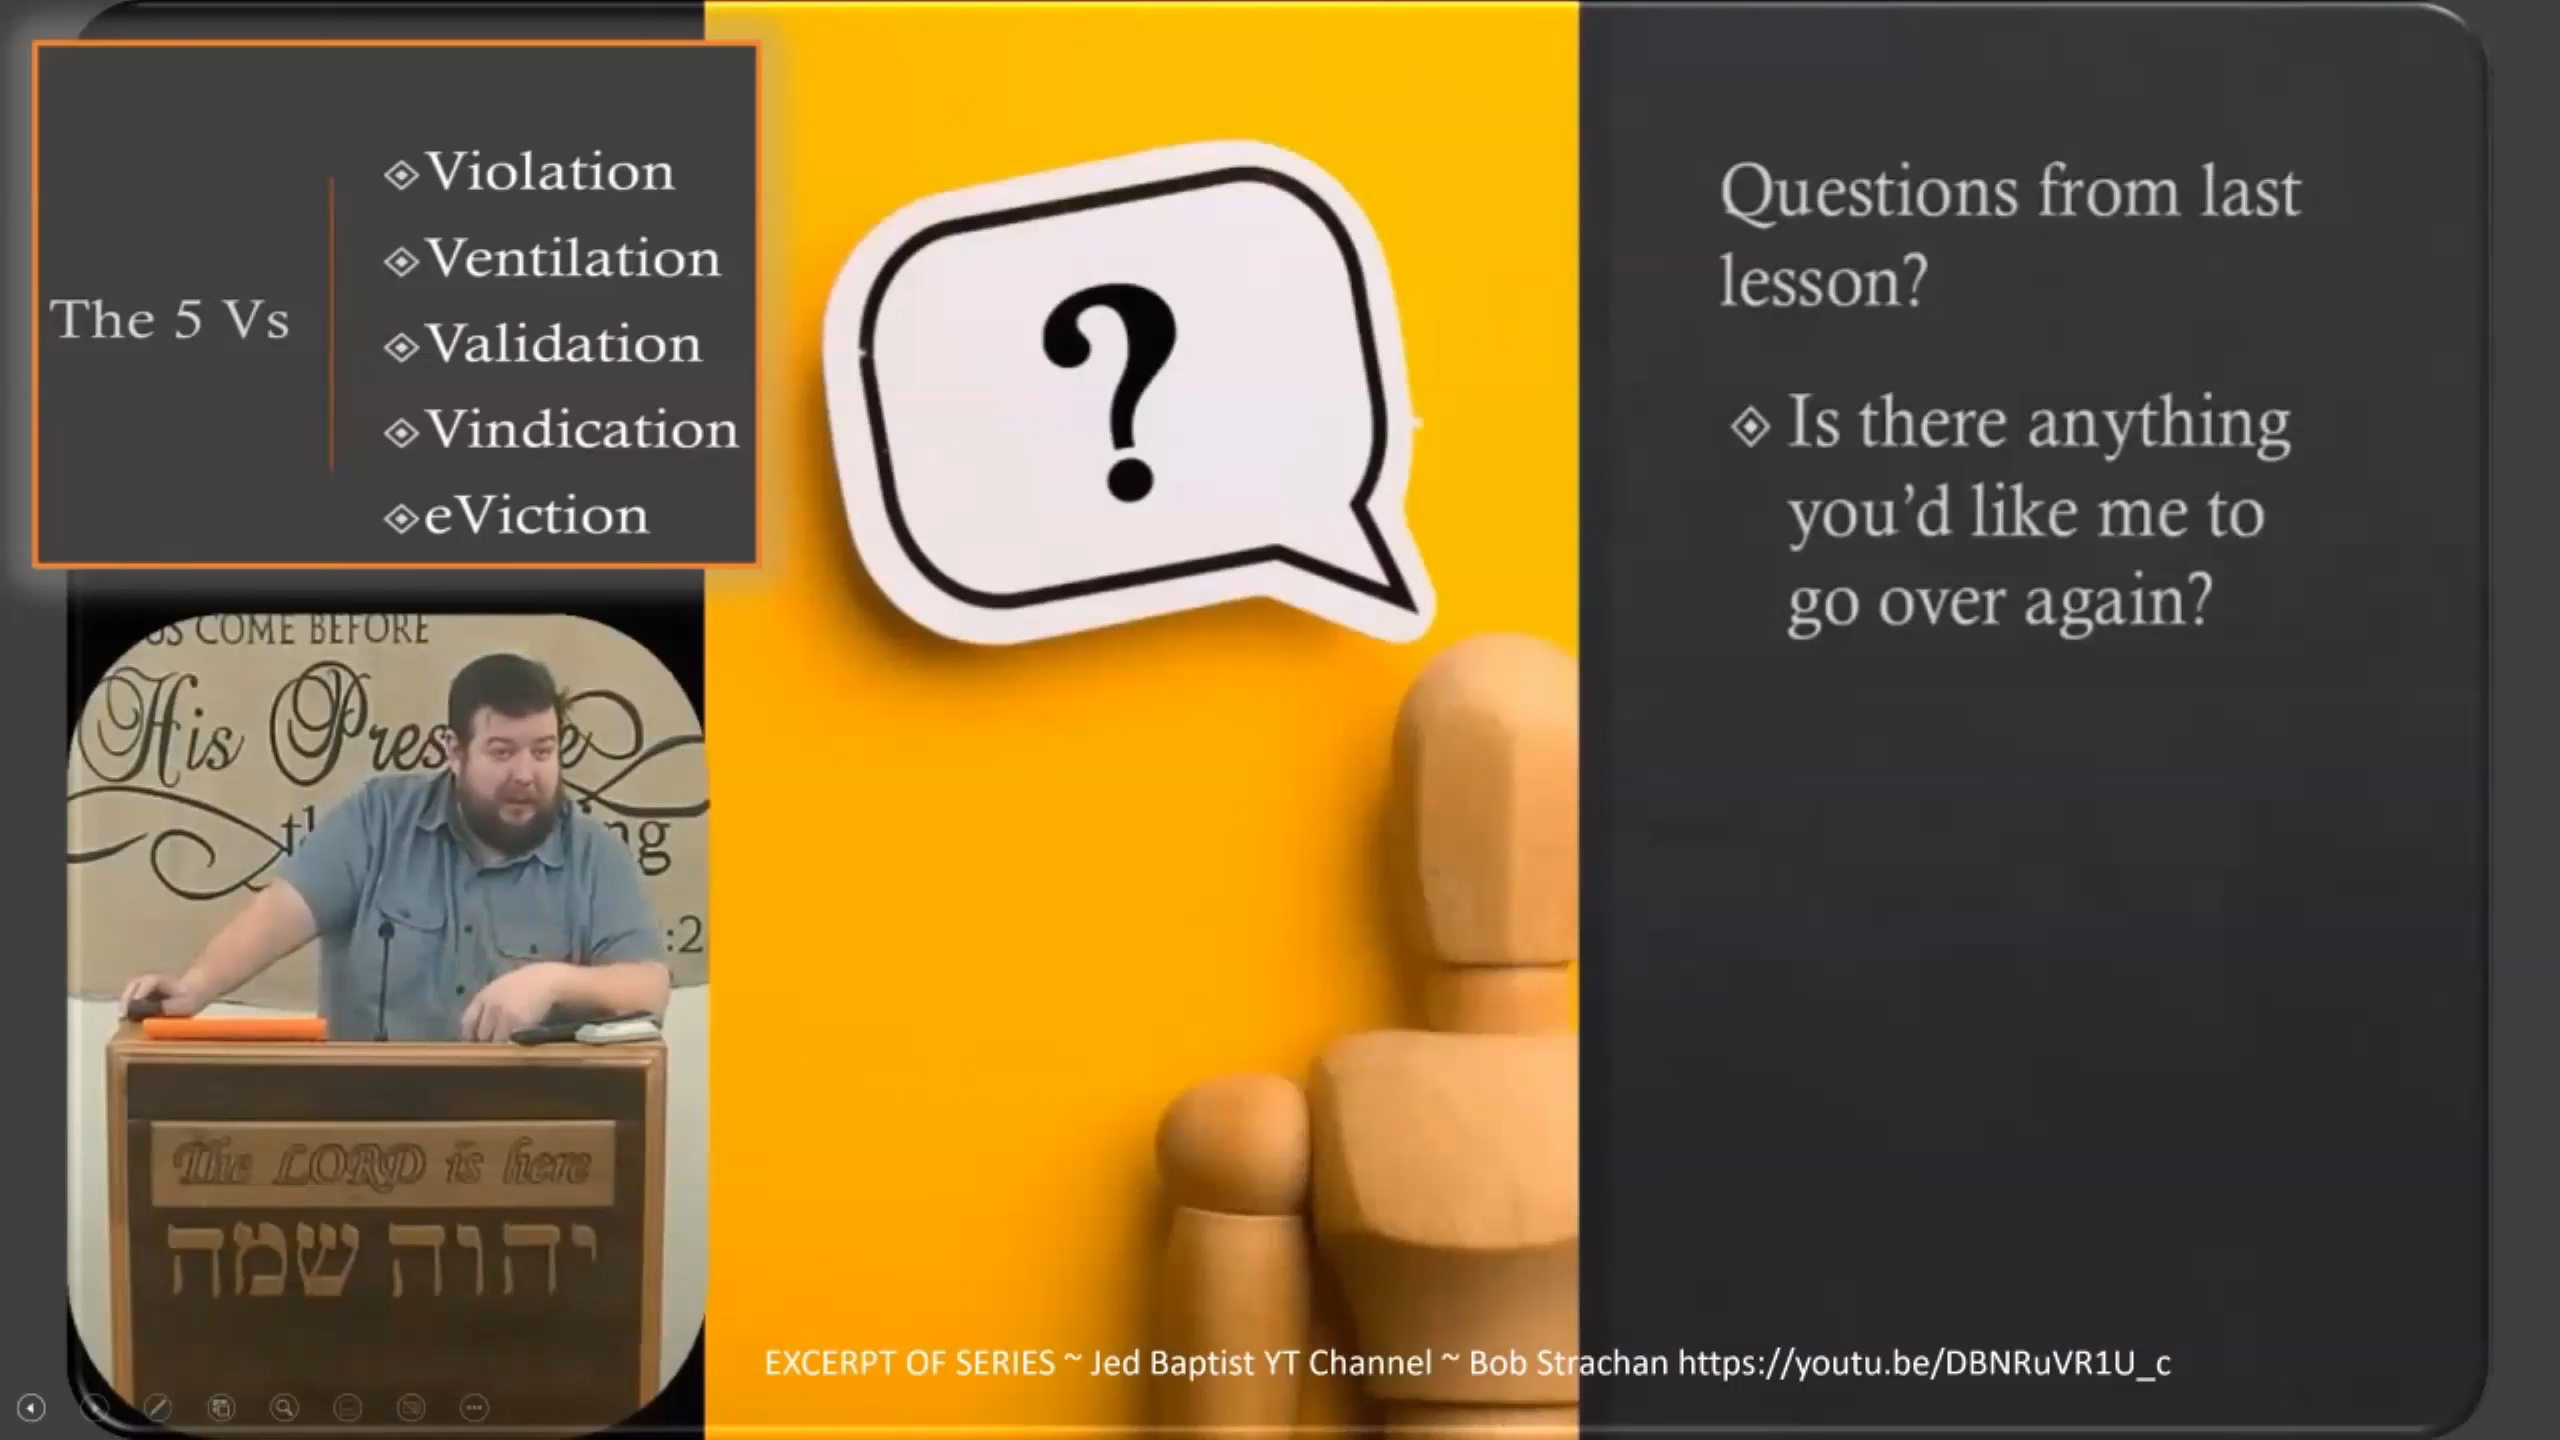 The 5 Vs
Violation
Ventilation
Validation
Vindication
eViction
?
Questions from last
lesson?
Is there anything
you'd like me to
go over again?
COME BEFORE
His
:2
The LORD is here
יהוה שמה
EXCERPT OF SERIES ~ Jed Baptist YT Channel ~ Bob Strachan https://youtu.be/DBNRuVR1U_c